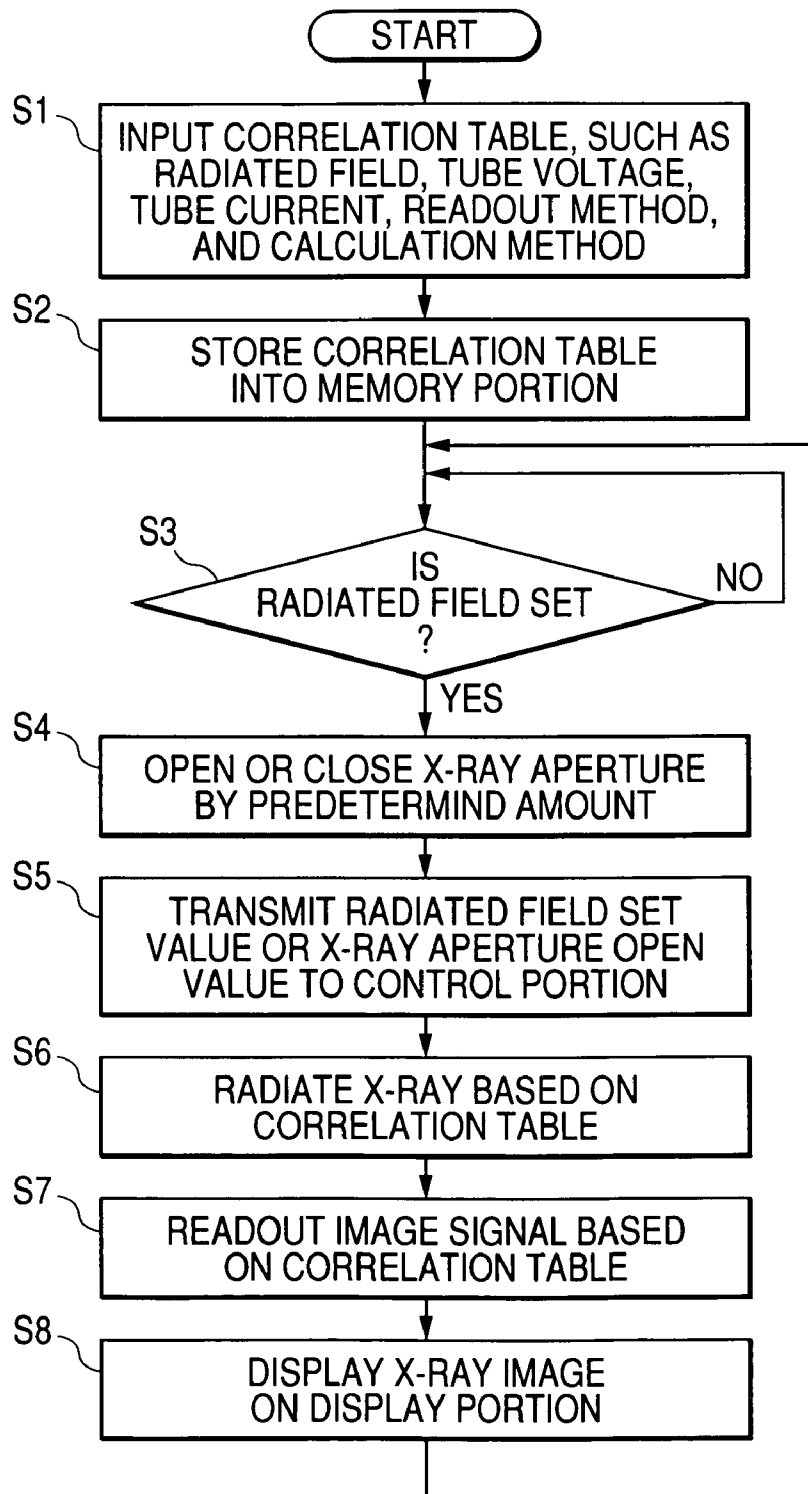 START
S1
INPUT CORRELATION TABLE, SUCH AS
RADIATED FIELD, TUBE VOLTAGE,
TUBE CURRENT, READOUT METHOD,
AND CALCULATION METHOD
S2
STORE CORRELATION TABLE
INTO MEMORY PORTION
S3
IS
RADIATED FIELD SET
?
NO
YES
S4
OPEN OR CLOSE X-RAY APERTURE
BY PREDETERMIND AMOUNT
S5
TRANSMIT RADIATED FIELD SET
VALUE OR X-RAY APERTURE OPEN
VALUE TO CONTROL PORTION
S6
RADIATE X-RAY BASED ON
CORRELATION TABLE
S7
READOUT IMAGE SIGNAL BASED
ON CORRELATION TABLE
S8
DISPLAY X-RAY IMAGE
ON DISPLAY PORTION